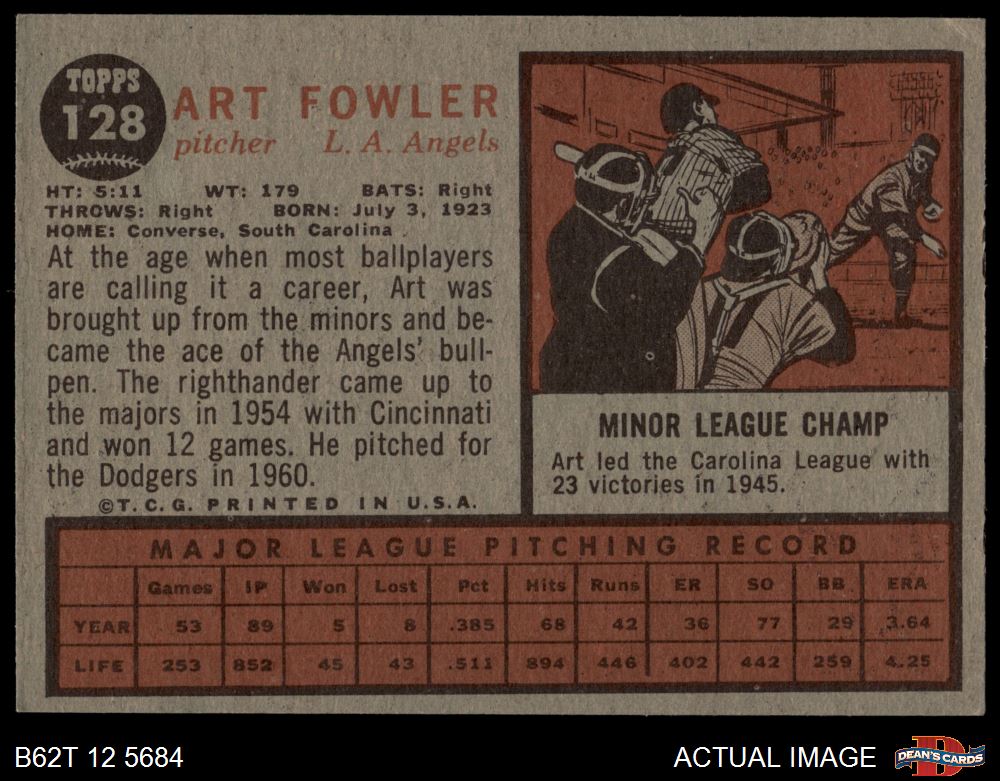 TOPPS
128
ART FOWLER
pitcher L. A. Angels
HT: 5:11 WT: 179 BATS: Right
THROWS: Right BORN: July 3, 1923
HOME: Converse, South Carolina
At the age when most ballplayers
are calling it a career, Art was
brought up from the minors and be-
came the ace of the Angels' bull-
pen. The righthander came up to
the majors in 1954 with Cincinnati
and won 12 games. He pitched for
the Dodgers in 1960.
©T.C.G. PRINTED IN U.S.A.
MINOR LEAGUE CHAMP
Art led the Carolina League with
23 victories in 1945.
MAJOR LEAGUE PITCHING RECORD
Games IP Won Lost Pct Hits Runs ER SO BB ERA
YEAR 53 89 5 8 .385 68 42 36 77 29 3.64
LIFE 253 852 45 43 .511 894 446 402 442 259 4.25
B62T 12 5684 ACTUAL IMAGE
D
DEAN'S CARDS